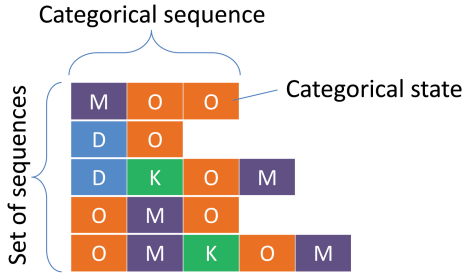 Categorical sequence
Categorical state
Set of sequences
M O O
D O
D K O M
O M O
O M K O M